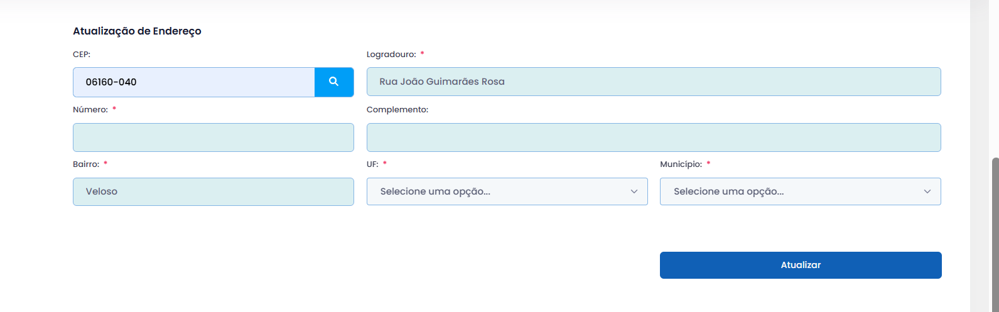 Atualização de Endereço
CEP: Logradouro: *
06160-040 Rua João Guimarães Rosa
Número: * Complemento:
Bairro: * UF: * Município: *
Veloso Selecione uma opção... Selecione uma opção...
Atualizar